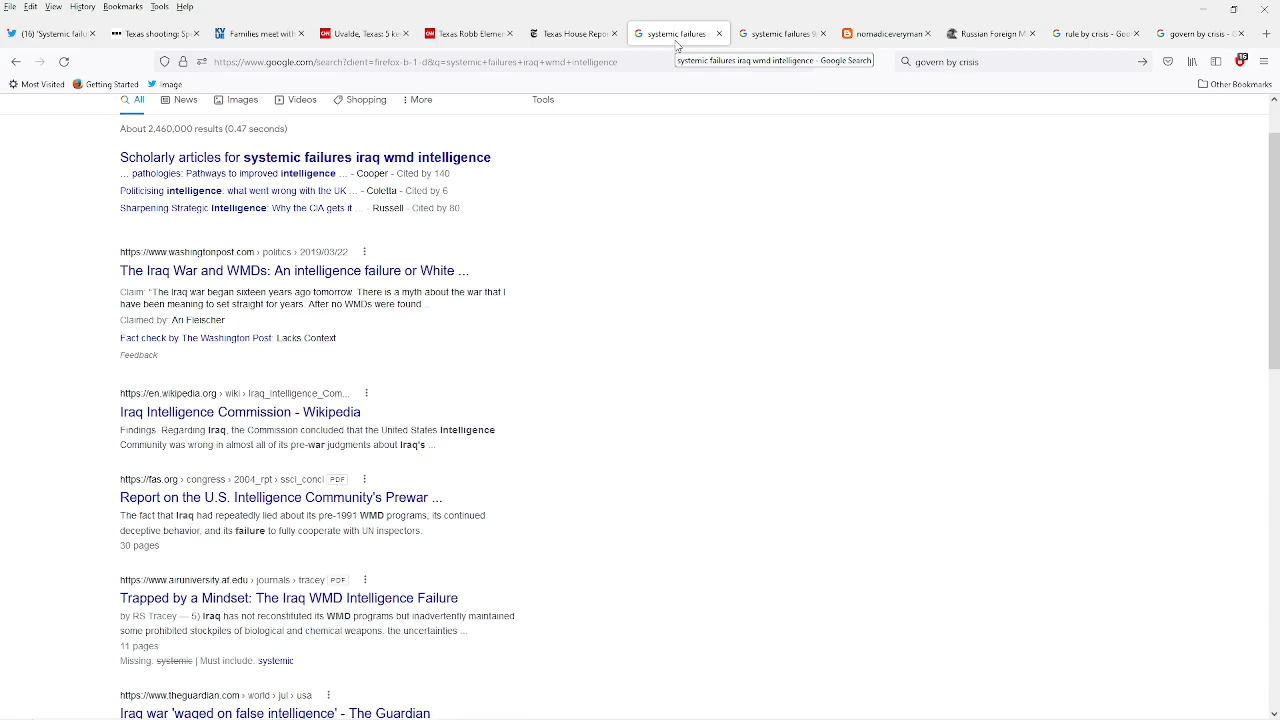 File Edit View History Bookmarks Tools Help
(16) 'Systemic failu Texas shooting: Sp Families meet with Uvalde, Texas: 5 ke Texas Robb Elemen Texas House Repor systemic failures systemic failures 9 nomadiceveryman Russian Foreign M rule by crisis - Goo govern by crisis - G
https://www.google.com/search?client=firefox-b-1-d&q=systemic+failures+iraq+wmd+intelligence
systemic failures iraq wmd intelligence - Google Search
govern by crisis
Most Visited Getting Started Image Other Bookmarks
All News Images Videos Shopping More Tools
About 2,460,000 results (0.47 seconds)
Scholarly articles for systemic failures iraq wmd intelligence
... pathologies: Pathways to improved intelligence ... - Cooper - Cited by 140
Politicising intelligence: what went wrong with the UK ... - Coletta - Cited by 6
Sharpening Strategic Intelligence: Why the CIA gets it ... - Russell - Cited by 80
https://www.washingtonpost.com › politics › 2019/03/22
The Iraq War and WMDs: An intelligence failure or White ...
Claim: "The Iraq war began sixteen years ago tomorrow. There is a myth about the war that I
have been meaning to set straight for years. After no WMDs were found...
Claimed by: Ari Fleischer
Fact check by The Washington Post: Lacks Context
Feedback
https://en.wikipedia.org › wiki › Iraq_Intelligence_Com...
Iraq Intelligence Commission - Wikipedia
Findings. Regarding Iraq, the Commission concluded that the United States Intelligence
Community was wrong in almost all of its pre-war judgments about Iraq's ...
https://fas.org › congress › 2004_rpt › ssci_concl PDF
Report on the U.S. Intelligence Community's Prewar ...
The fact that Iraq had repeatedly lied about its pre-1991 WMD programs, its continued
deceptive behavior, and its failure to fully cooperate with UN inspectors.
30 pages
https://www.airuniversity.af.edu › journals › tracey PDF
Trapped by a Mindset: The Iraq WMD Intelligence Failure
by RS Tracey — 5) Iraq has not reconstituted its WMD programs but inadvertently maintained
some prohibited stockpiles of biological and chemical weapons. the uncertainties ...
11 pages
Missing: systemic | Must include: systemic
https://www.theguardian.com › world › jul › usa
Iraq war 'waged on false intelligence' - The Guardian